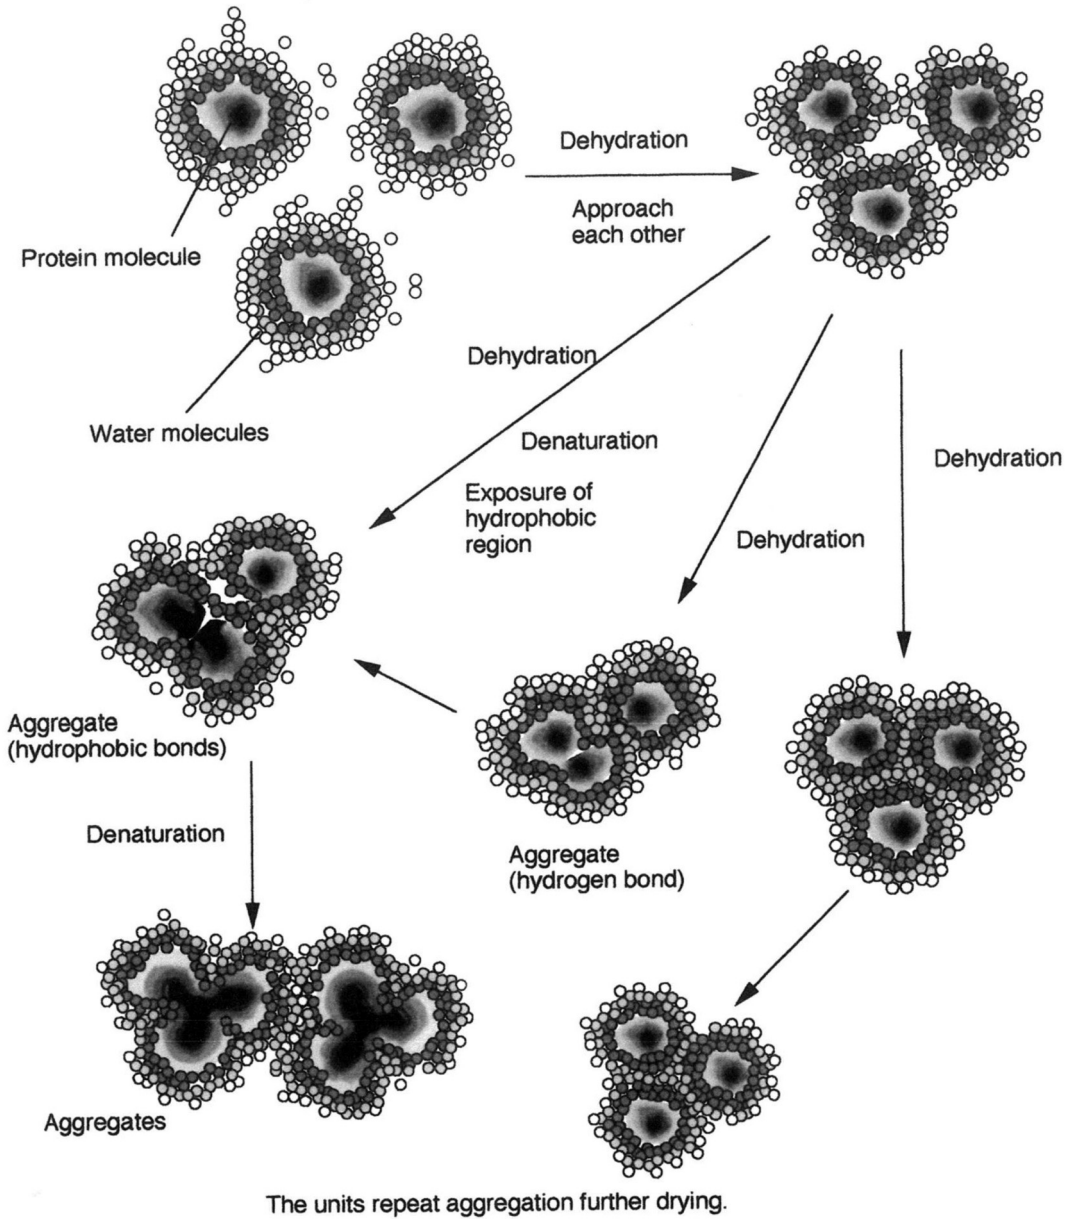 Dehydration
Approach
each other
Protein molecule
Water molecules
Dehydration
Denaturation
Exposure of
hydrophobic
region
Dehydration
Dehydration
Aggregate
(hydrophobic bonds)
Aggregate
(hydrogen bond)
Denaturation
Aggregates
The units repeat aggregation further drying.